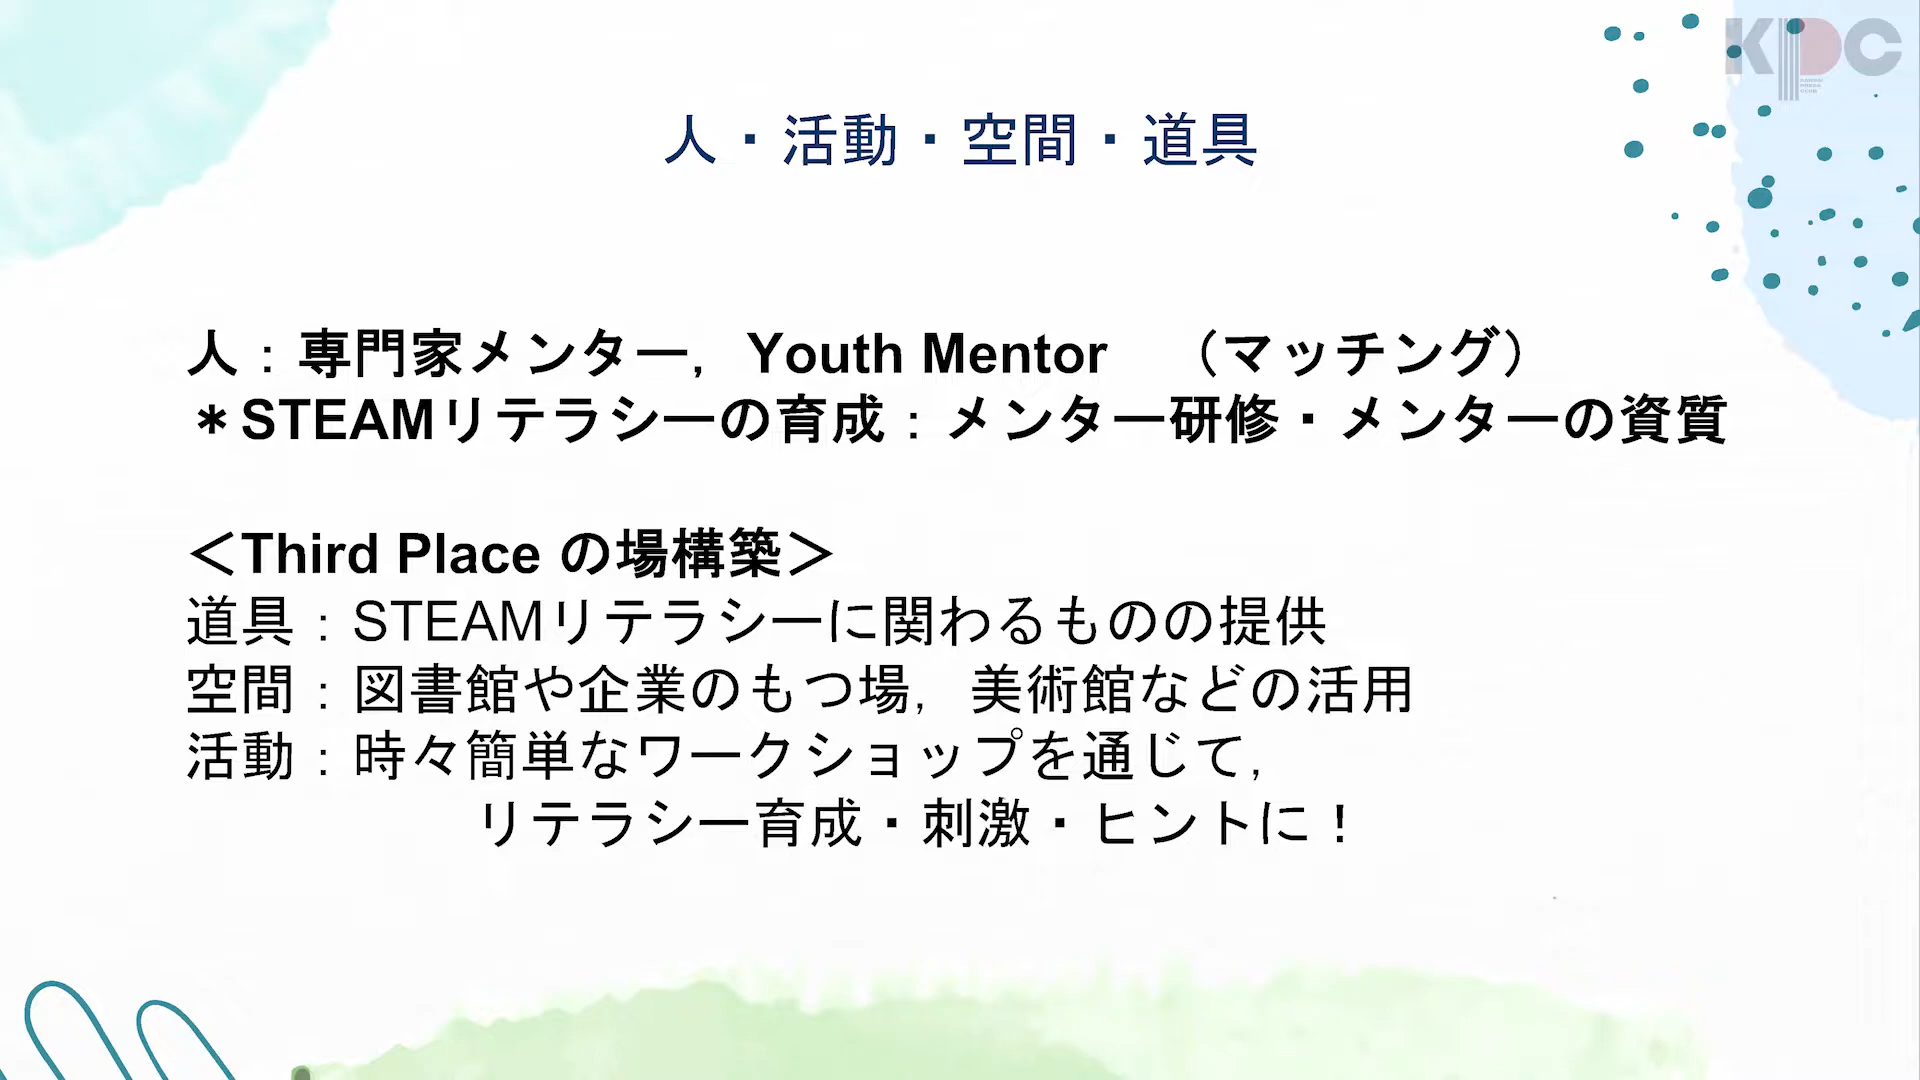 KPC
KANSAI
PRESS
CLUB
人・活動・空間・道具
人：専門家メンター，Youth Mentor　（マッチング）
＊STEAMリテラシーの育成：メンター研修・メンターの資質
＜Third Place の場構築＞
道具：STEAMリテラシーに関わるものの提供
空間：図書館や企業のもつ場，美術館などの活用
活動：時々簡単なワークショップを通じて，
リテラシー育成・刺激・ヒントに！